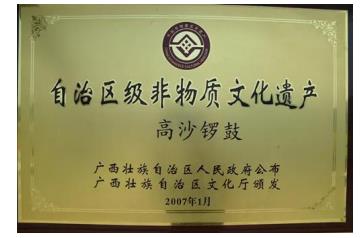 自治区级非物质文化遗产
高沙锣鼓
广西壮族自治区人民政府公布
广西壮族自治区文化厅颁发
2007年1月